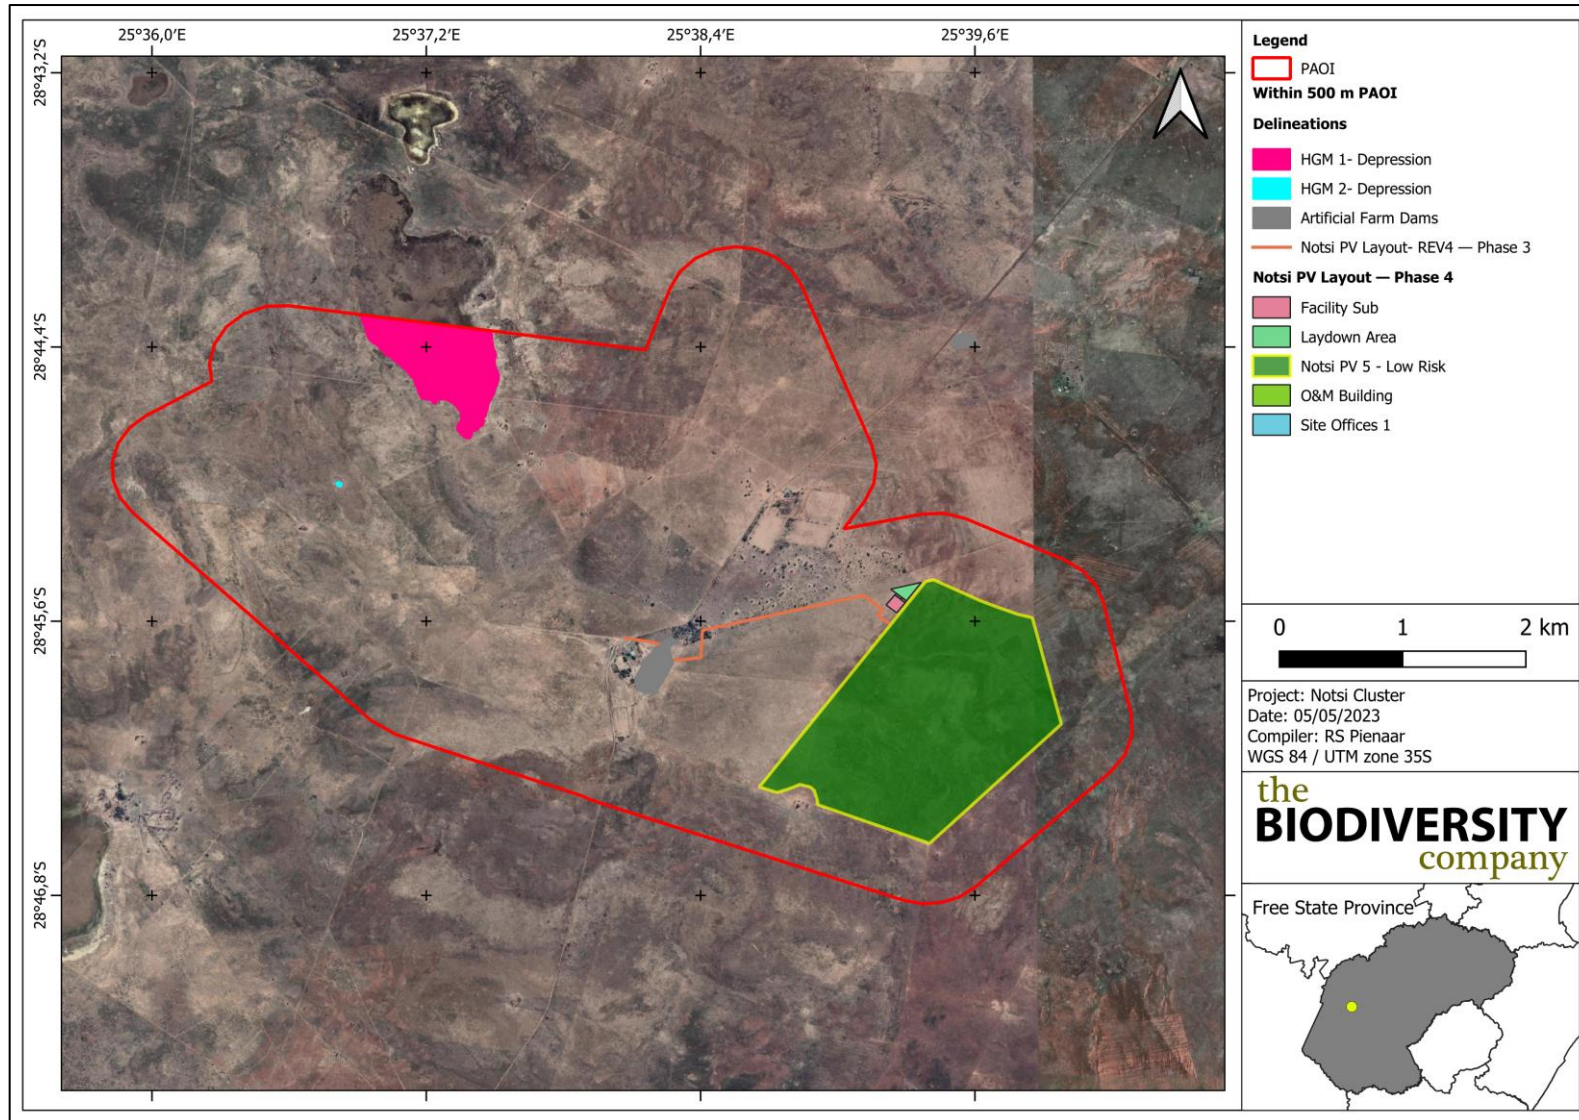 25°36,0'E
25°37,2'E
25°38,4'E
25°39,6'E
28°43,2'S
28°44,4'S
28°45,6'S
28°46,8'S
Legend
PAOI
Within 500 m PAOI
Delineations
HGM 1- Depression
HGM 2- Depression
Artificial Farm Dams
Notsi PV Layout- REV4 — Phase 3
Notsi PV Layout — Phase 4
Facility Sub
Laydown Area
Notsi PV 5 - Low Risk
O&M Building
Site Offices 1
0 1 2 km
Project: Notsi Cluster
Date: 05/05/2023
Compiler: RS Pienaar
WGS 84 / UTM zone 35S
the
BIODIVERSITY
company
Free State Province